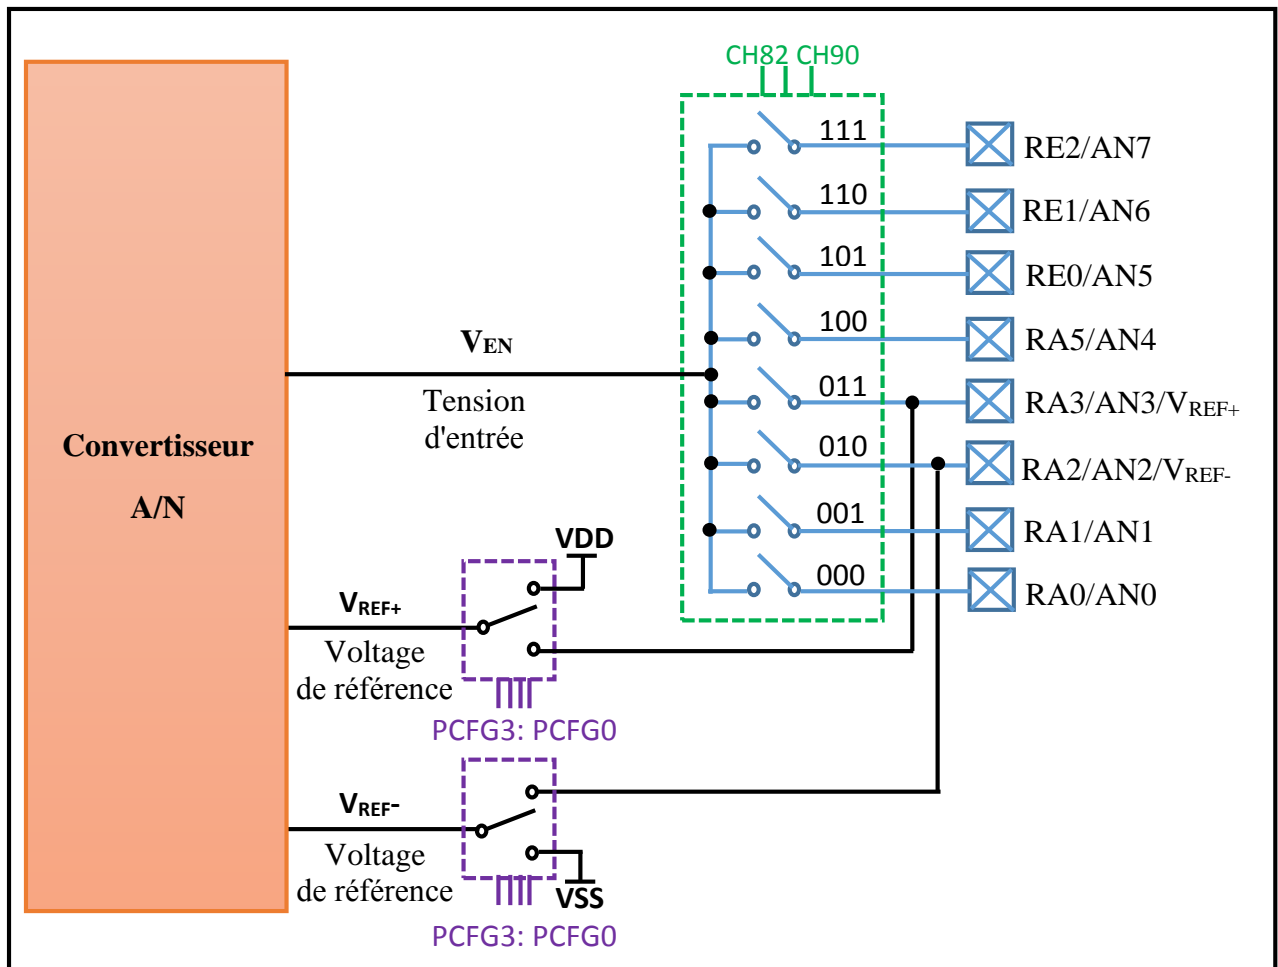 CH82 CH90
111
RE2/AN7
110
RE1/AN6
101
RE0/AN5
100
RA5/AN4
VEN
Tension
d'entrée
011
RA3/AN3/VREF+
Convertisseur
A/N
010
RA2/AN2/VREF-
001
RA1/AN1
000
RA0/AN0
VDD
VREF+
Voltage
de référence
PCFG3: PCFG0
VREF-
Voltage
de référence
VSS
PCFG3: PCFG0